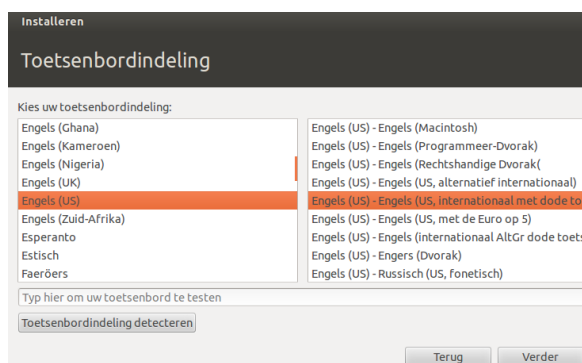 Installeren
Toetsenbordindeling
Kies uw toetsenbordindeling:
Engels (Ghana)
Engels (Kameroen)
Engels (Nigeria)
Engels (UK)
Engels (US)
Engels (Zuid-Afrika)
Esperanto
Estisch
Faeröers
Engels (US) - Engels (Macintosh)
Engels (US) - Engels (Programmeer-Dvorak)
Engels (US) - Engels (Rechtshandige Dvorak(
Engels (US) - Engels (US, alternatief internationaal)
Engels (US) - Engels (US, internationaal met dode to
Engels (US) - Engels (US, met de Euro op 5)
Engels (US) - Engels (internationaal AltGr dode toets
Engels (US) - Engers (Dvorak)
Engels (US) - Russisch (US, fonetisch)
Typ hier om uw toetsenbord te testen
Toetsenbordindeling detecteren
Terug
Verder